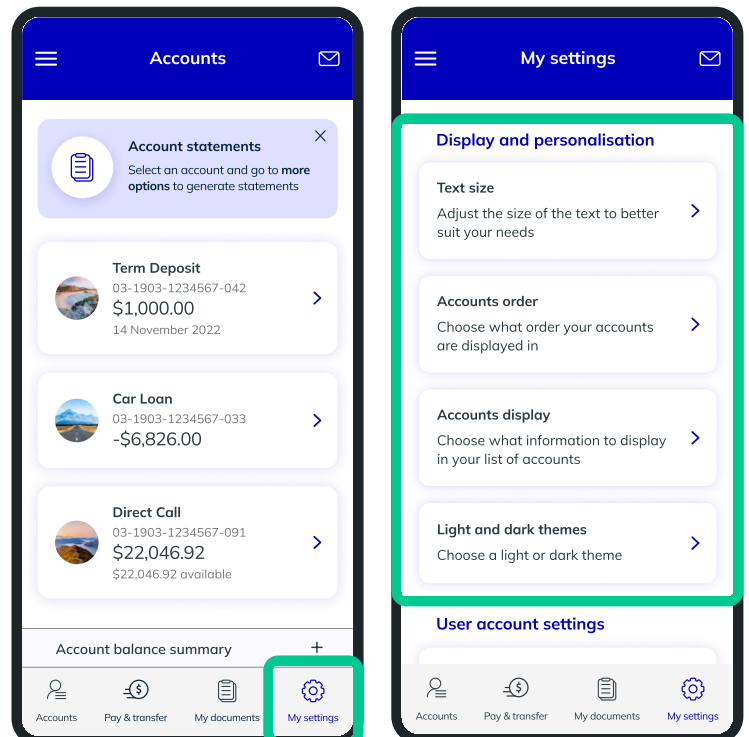 Accounts
Account statements
Select an account and go to more
options to generate statements
Term Deposit
03-1903-1234567-042
$1,000.00
14 November 2022
Car Loan
03-1903-1234567-033
-$6,826.00
Direct Call
03-1903-1234567-091
$22,046.92
$22,046.92 available
Account balance summary
Accounts
Pay & transfer
My documents
My settings
My settings
Display and personalisation
Text size
Adjust the size of the text to better
suit your needs
Accounts order
Choose what order your accounts
are displayed in
Accounts display
Choose what information to display
in your list of accounts
Light and dark themes
Choose a light or dark theme
User account settings
Accounts
Pay & transfer
My documents
My settings